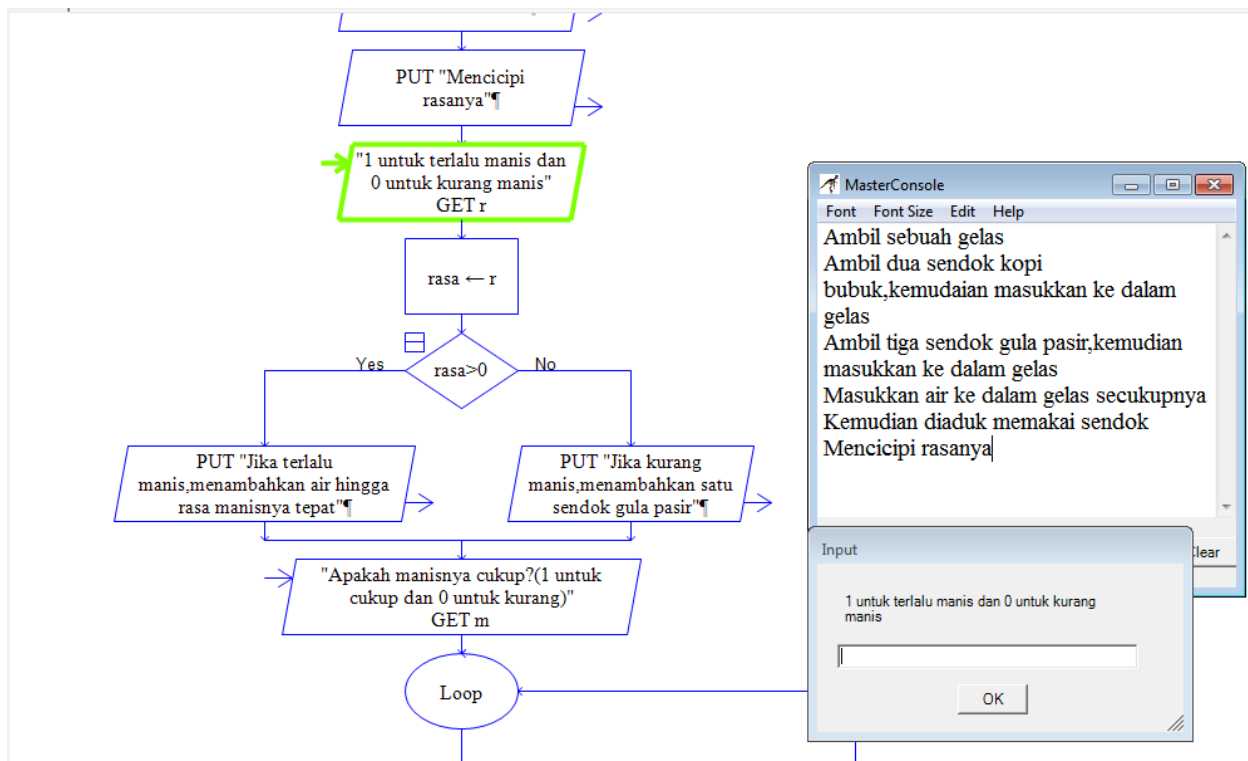 PUT "Mencicipi
rasanya"¶
"1 untuk terlalu manis dan
0 untuk kurang manis"
GET r
rasa ← r
Yes
rasa>0
No
PUT "Jika terlalu
manis,menambahkan air hingga
rasa manisnya tepat"¶
PUT "Jika kurang
manis,menambahkan satu
sendok gula pasir"¶
"Apakah manisnya cukup?(1 untuk
cukup dan 0 untuk kurang)"
GET m
Loop
MasterConsole
Font Font Size Edit Help
Ambil sebuah gelas
Ambil dua sendok kopi
bubuk,kemudaian masukkan ke dalam
gelas
Ambil tiga sendok gula pasir,kemudian
masukkan ke dalam gelas
Masukkan air ke dalam gelas secukupnya
Kemudian diaduk memakai sendok
Mencicipi rasanya
Clear
Input
1 untuk terlalu manis dan 0 untuk kurang
manis
OK